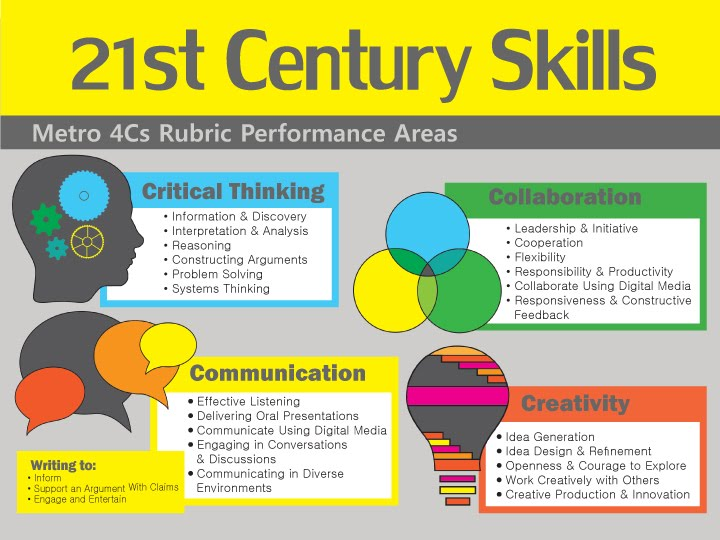 21st Century Skills
Metro 4Cs Rubric Performance Areas
Critical Thinking
• Information & Discovery
• Interpretation & Analysis
• Reasoning
• Constructing Arguments
• Problem Solving
• Systems Thinking
Collaboration
• Leadership & Initiative
• Cooperation
• Flexibility
• Responsibility & Productivity
• Collaborate Using Digital Media
• Responsiveness & Constructive
Feedback
Communication
• Effective Listening
• Delivering Oral Presentations
• Communicate Using Digital Media
• Engaging in Conversations
& Discussions
• Communicating in Diverse
Environments
Writing to:
• Inform
• Support an Argument With Claims
• Engage and Entertain
Creativity
• Idea Generation
• Idea Design & Refinement
• Openness & Courage to Explore
• Work Creatively with Others
• Creative Production & Innovation